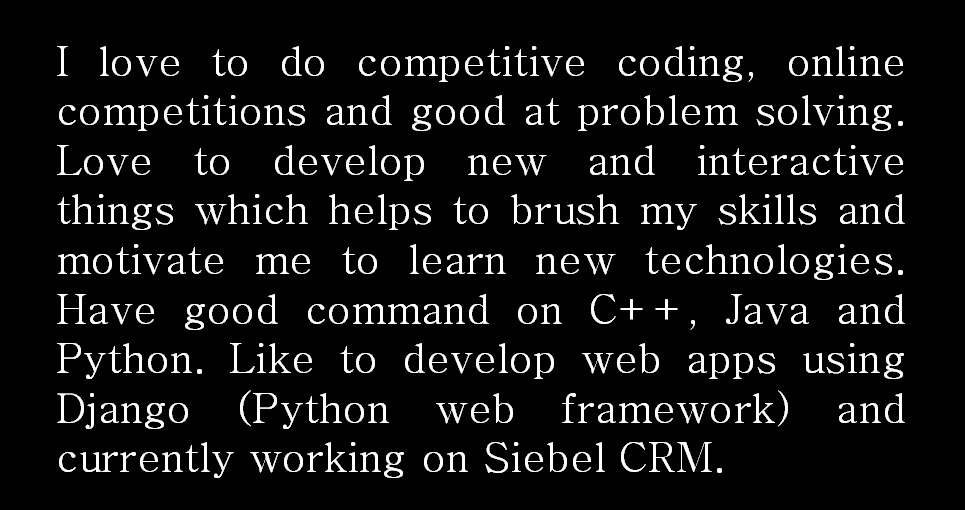 I love to do competitive coding, online
competitions and good at problem solving.
Love to develop new and interactive
things which helps to brush my skills and
motivate me to learn new technologies.
Have good command on C++, Java and
Python. Like to develop web apps using
Django (Python web framework) and
currently working on Siebel CRM.